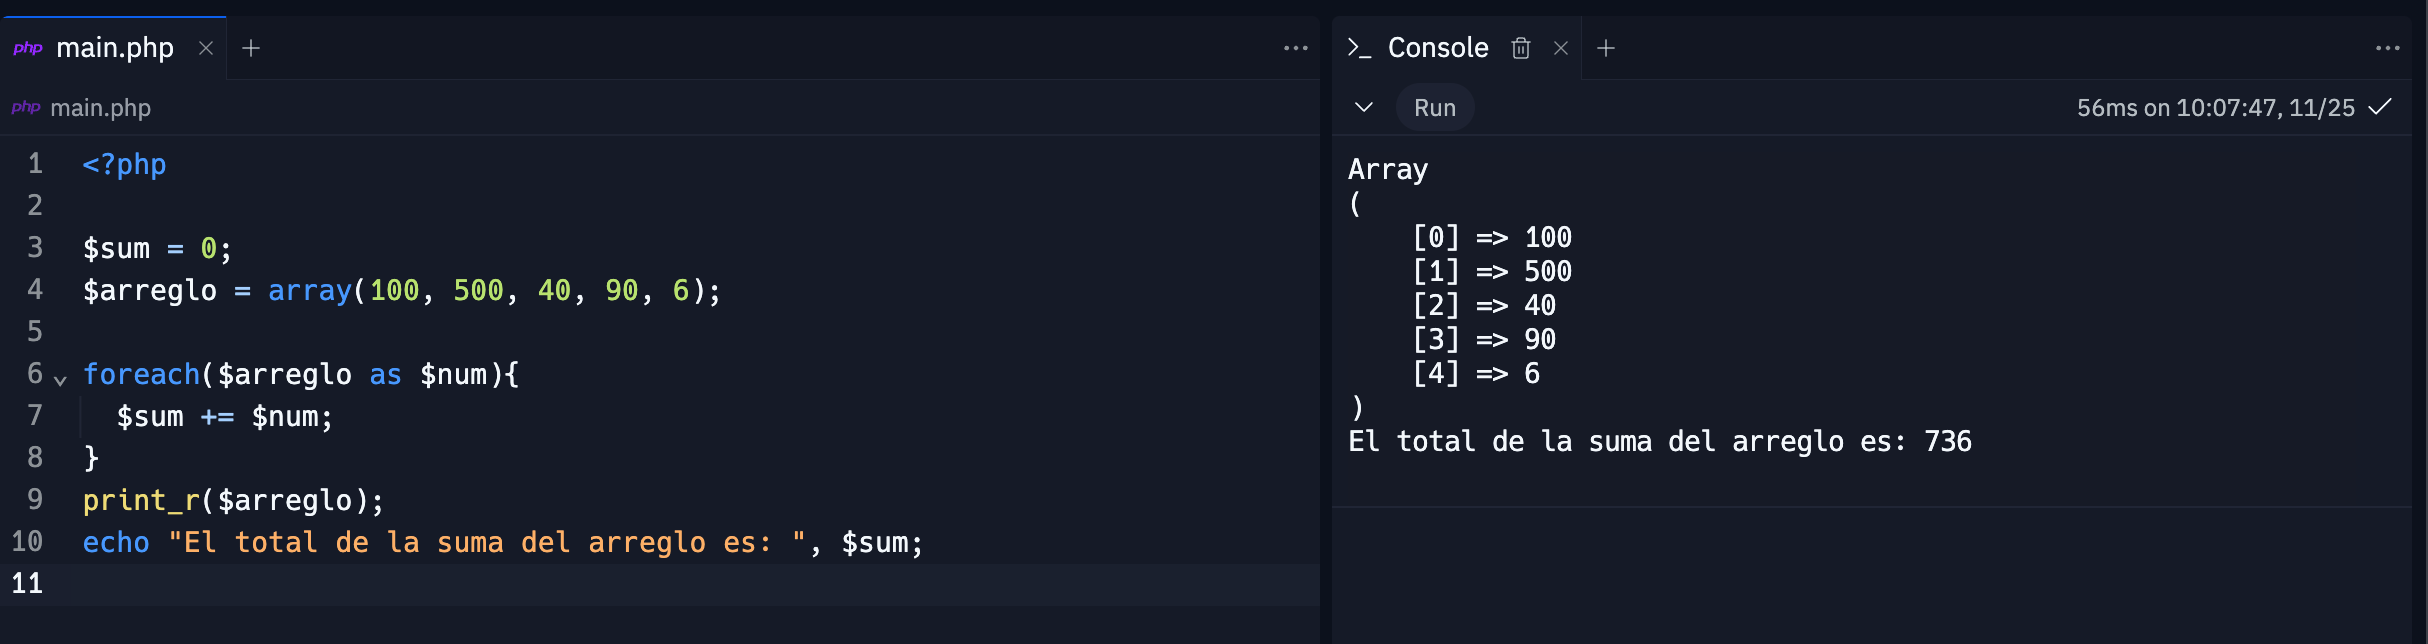 php main.php
php main.php
1 <?php
2
3 $sum = 0;
4 $arreglo = array(100, 500, 40, 90, 6);
5
6 foreach($arreglo as $num){
7   $sum += $num;
8 }
9 print_r($arreglo);
10 echo "El total de la suma del arreglo es: ", $sum;
11
>_ Console
Run 56ms on 10:07:47, 11/25
Array
(
    [0] => 100
    [1] => 500
    [2] => 40
    [3] => 90
    [4] => 6
)
El total de la suma del arreglo es: 736